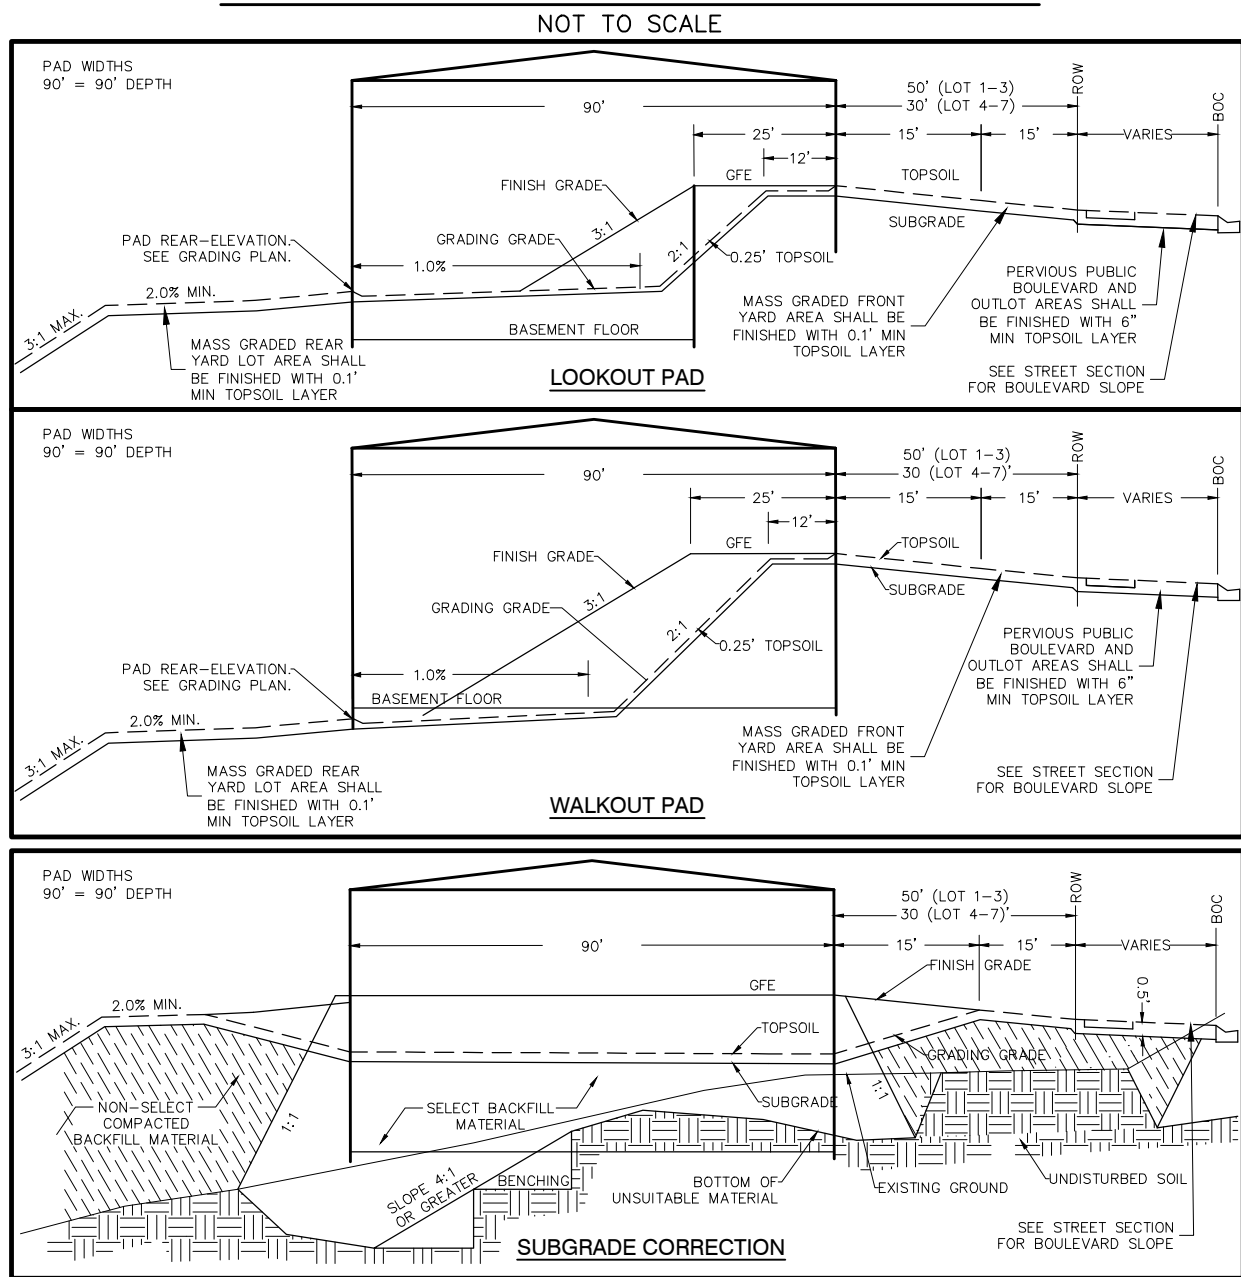 NOT TO SCALE
PAD WIDTHS
90' = 90' DEPTH
90'
50' (LOT 1-3)
30' (LOT 4-7)
ROW
BOC
25'
15'
15'
VARIES
12'
GFE
TOPSOIL
FINISH GRADE
3:1
SUBGRADE
PAD REAR-ELEVATION.
SEE GRADING PLAN.
GRADING GRADE
2:1
0.25' TOPSOIL
1.0%
2.0% MIN.
3:1 MAX.
BASEMENT FLOOR
MASS GRADED REAR
YARD LOT AREA SHALL
BE FINISHED WITH 0.1'
MIN TOPSOIL LAYER
MASS GRADED FRONT
YARD AREA SHALL BE
FINISHED WITH 0.1' MIN
TOPSOIL LAYER
PERVIOUS PUBLIC
BOULEVARD AND
OUTLOT AREAS SHALL
BE FINISHED WITH 6"
MIN TOPSOIL LAYER
SEE STREET SECTION
FOR BOULEVARD SLOPE
LOOKOUT PAD
PAD WIDTHS
90' = 90' DEPTH
90'
50' (LOT 1-3)
30 (LOT 4-7)'
ROW
BOC
25'
15'
15'
VARIES
12'
GFE
TOPSOIL
FINISH GRADE
3:1
SUBGRADE
GRADING GRADE
2:1
0.25' TOPSOIL
PAD REAR-ELEVATION.
SEE GRADING PLAN.
1.0%
BASEMENT FLOOR
2.0% MIN.
3:1 MAX.
MASS GRADED REAR
YARD LOT AREA SHALL
BE FINISHED WITH 0.1'
MIN TOPSOIL LAYER
MASS GRADED FRONT
YARD AREA SHALL BE
FINISHED WITH 0.1' MIN
TOPSOIL LAYER
PERVIOUS PUBLIC
BOULEVARD AND
OUTLOT AREAS SHALL
BE FINISHED WITH 6"
MIN TOPSOIL LAYER
SEE STREET SECTION
FOR BOULEVARD SLOPE
WALKOUT PAD
PAD WIDTHS
90' = 90' DEPTH
90'
50' (LOT 1-3)
30 (LOT 4-7)'
ROW
BOC
15'
15'
VARIES
FINISH GRADE
GFE
0.5'
2.0% MIN.
3:1 MAX.
TOPSOIL
GRADING GRADE
1:1
1:1
NON-SELECT
COMPACTED
BACKFILL MATERIAL
SELECT BACKFILL
MATERIAL
SUBGRADE
SLOPE 4:1
OR GREATER
BENCHING
BOTTOM OF
UNSUITABLE MATERIAL
EXISTING GROUND
UNDISTURBED SOIL
SEE STREET SECTION
FOR BOULEVARD SLOPE
SUBGRADE CORRECTION